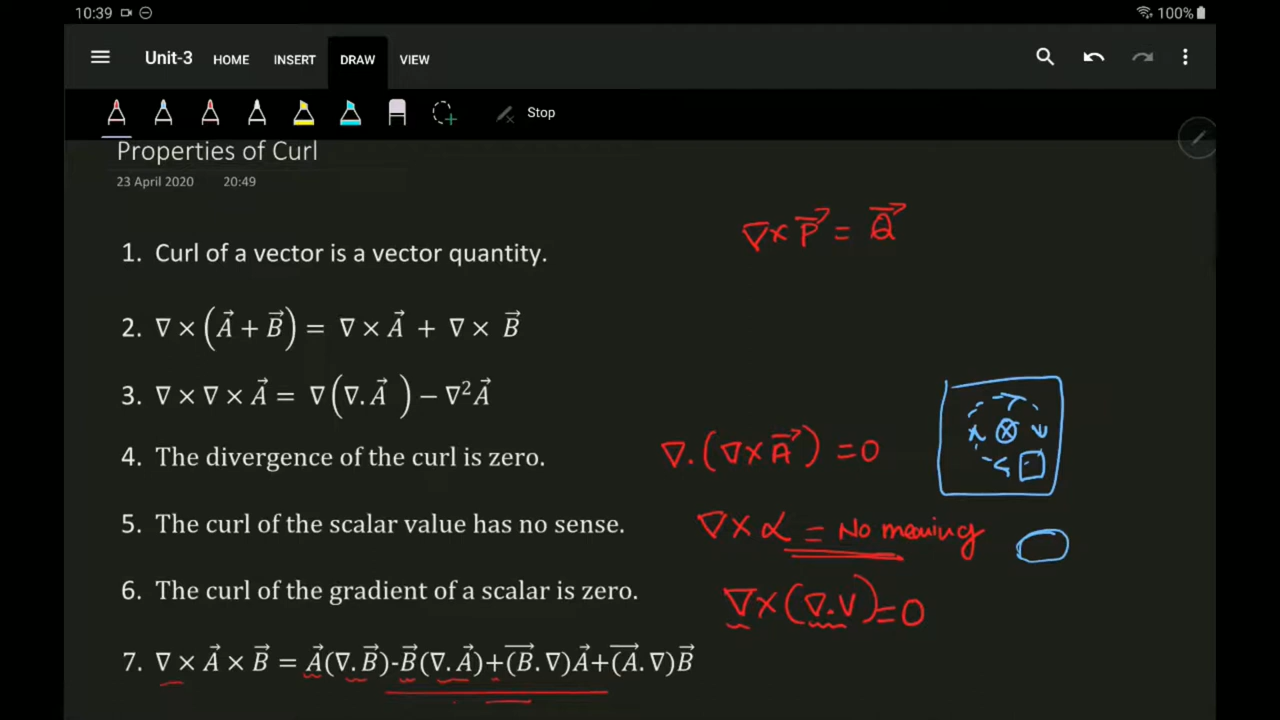 10:39 100%
Unit-3 HOME INSERT DRAW VIEW
Stop
Properties of Curl
23 April 2020 20:49
∇×P⃗ = Q⃗
1. Curl of a vector is a vector quantity.
2. ∇ × (A⃗ + B⃗) = ∇ × A⃗ + ∇ × B⃗
3. ∇ × ∇ × A⃗ = ∇(∇.A⃗ ) − ∇²A⃗
4. The divergence of the curl is zero. ∇.(∇×A⃗) = 0
5. The curl of the scalar value has no sense. ∇×α = No meaning
6. The curl of the gradient of a scalar is zero. ∇×(∇.V)=0
7. ∇ × A⃗ × B⃗ = A⃗(∇.B⃗)-B⃗(∇.A⃗)+(B⃗.∇)A⃗+(A⃗.∇)B⃗